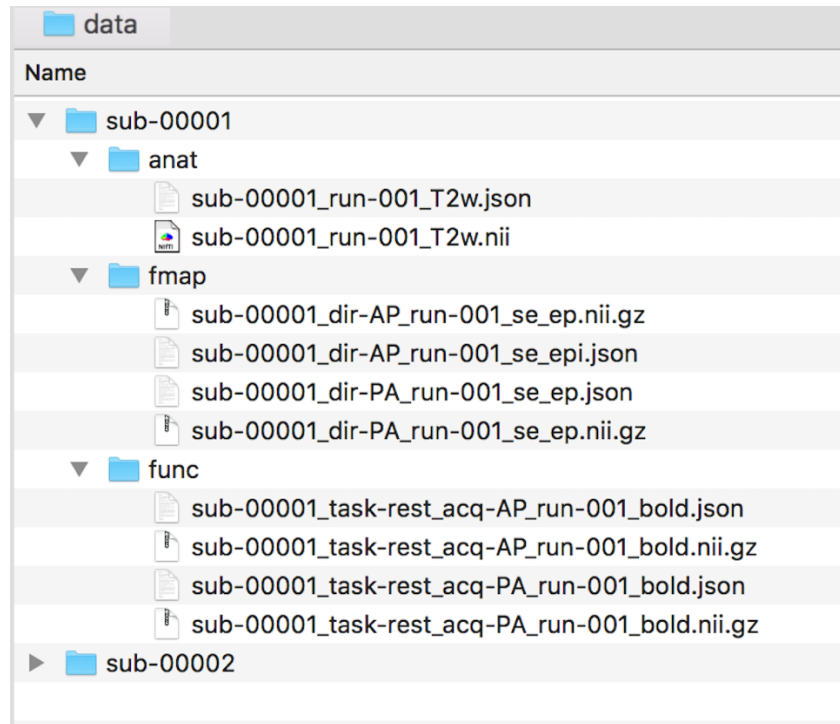 data
Name
sub-00001
anat
sub-00001_run-001_T2w.json
sub-00001_run-001_T2w.nii
fmap
sub-00001_dir-AP_run-001_se_ep.nii.gz
sub-00001_dir-AP_run-001_se_epi.json
sub-00001_dir-PA_run-001_se_ep.json
sub-00001_dir-PA_run-001_se_ep.nii.gz
func
sub-00001_task-rest_acq-AP_run-001_bold.json
sub-00001_task-rest_acq-AP_run-001_bold.nii.gz
sub-00001_task-rest_acq-PA_run-001_bold.json
sub-00001_task-rest_acq-PA_run-001_bold.nii.gz
sub-00002